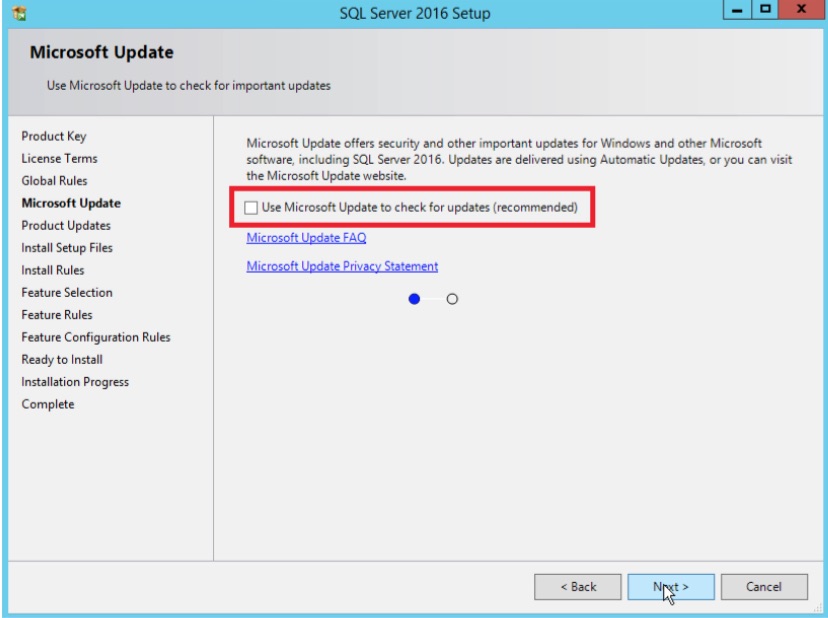 SQL Server 2016 Setup
Microsoft Update
Use Microsoft Update to check for important updates
Product Key
License Terms
Global Rules
Microsoft Update
Product Updates
Install Setup Files
Install Rules
Feature Selection
Feature Rules
Feature Configuration Rules
Ready to Install
Installation Progress
Complete
Microsoft Update offers security and other important updates for Windows and other Microsoft
software, including SQL Server 2016. Updates are delivered using Automatic Updates, or you can visit
the Microsoft Update website.
Use Microsoft Update to check for updates (recommended)
Microsoft Update FAQ
Microsoft Update Privacy Statement
< Back
Next >
Cancel